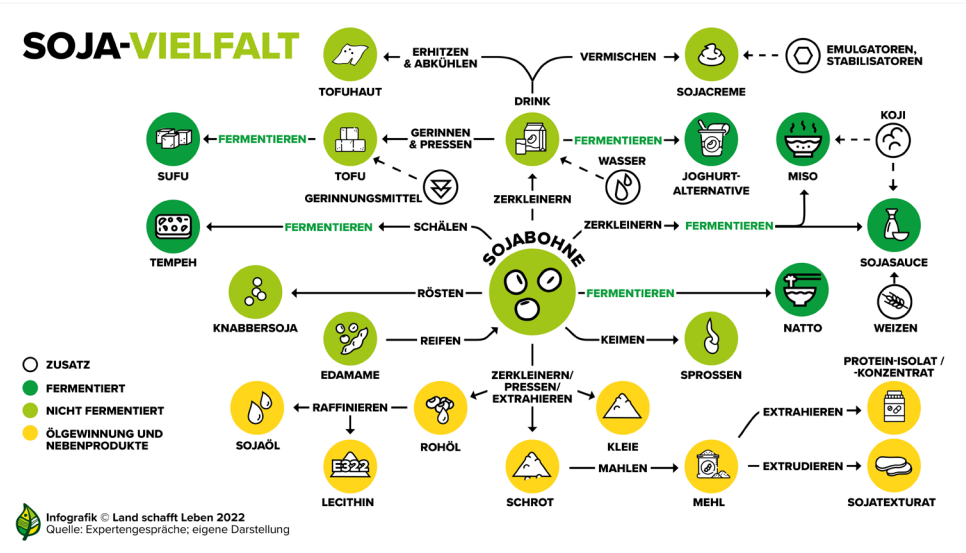 SOJA-VIELFALT
ERHITZEN
& ABKÜHLEN
VERMISCHEN
EMULGATOREN,
STABILISATOREN
TOFUHAUT
DRINK
SOJACREME
KOJI
FERMENTIEREN
GERINNEN
& PRESSEN
FERMENTIEREN
WASSER
SUFU
TOFU
JOGHURT-
ALTERNATIVE
MISO
GERINNUNGSMITTEL
ZERKLEINERN
FERMENTIEREN
SCHÄLEN
ZERKLEINERN
FERMENTIEREN
TEMPEH
SOJABOHNE
SOJASAUCE
RÖSTEN
FERMENTIEREN
KNABBERSOJA
NATTO
WEIZEN
REIFEN
KEIMEN
EDAMAME
SPROSSEN
ZUSATZ
FERMENTIERT
NICHT FERMENTIERT
ÖLGEWINNUNG UND
NEBENPRODUKTE
ZERKLEINERN/
PRESSEN/
EXTRAHIEREN
PROTEIN-ISOLAT /
-KONZENTRAT
RAFFINIEREN
EXTRAHIEREN
SOJAÖL
ROHÖL
KLEIE
E322
MAHLEN
EXTRUDIEREN
LECITHIN
SCHROT
MEHL
SOJATEXTURAT
Infografik © Land schafft Leben 2022
Quelle: Expertengespräche; eigene Darstellung